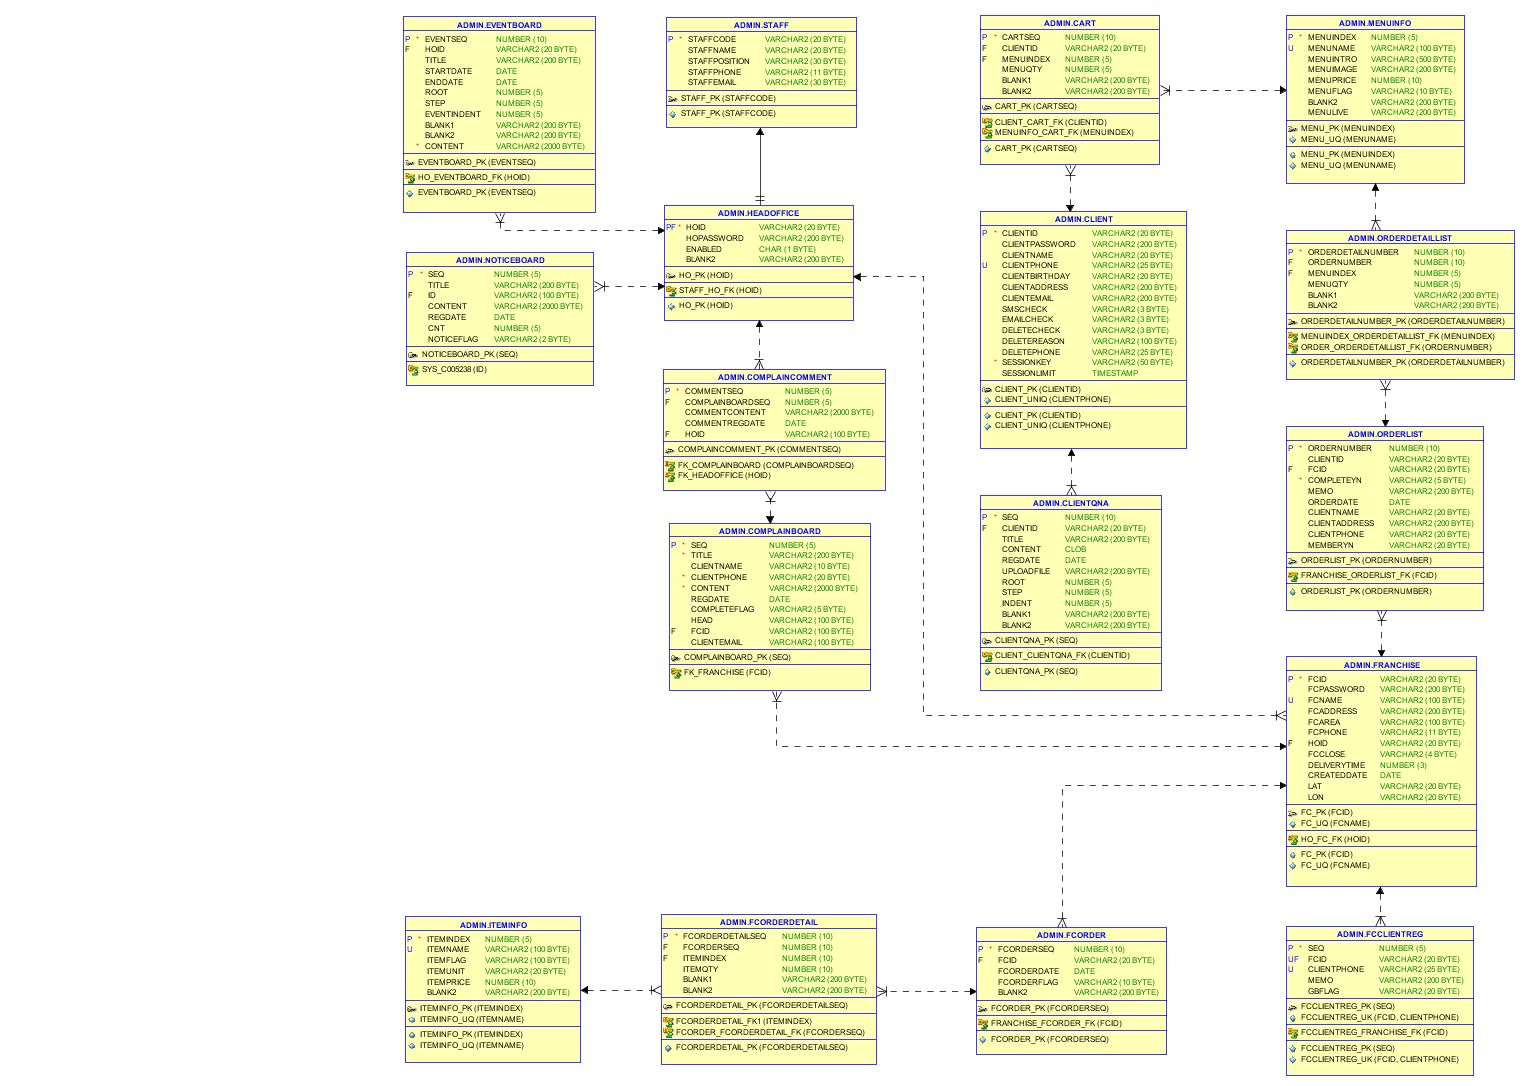 ADMIN.EVENTBOARD
P * EVENTSEQ NUMBER (10)
F HOID VARCHAR2 (20 BYTE)
TITLE VARCHAR2 (200 BYTE)
STARTDATE DATE
ENDDATE DATE
ROOT NUMBER (5)
STEP NUMBER (5)
EVENTINDENT NUMBER (5)
BLANK1 VARCHAR2 (200 BYTE)
BLANK2 VARCHAR2 (200 BYTE)
* CONTENT VARCHAR2 (2000 BYTE)
EVENTBOARD_PK (EVENTSEQ)
HO_EVENTBOARD_FK (HOID)
EVENTBOARD_PK (EVENTSEQ)
ADMIN.STAFF
P * STAFFCODE VARCHAR2 (20 BYTE)
STAFFNAME VARCHAR2 (20 BYTE)
STAFFPOSITION VARCHAR2 (30 BYTE)
STAFFPHONE VARCHAR2 (11 BYTE)
STAFFEMAIL VARCHAR2 (30 BYTE)
STAFF_PK (STAFFCODE)
STAFF_PK (STAFFCODE)
ADMIN.CART
P * CARTSEQ NUMBER (10)
F CLIENTID VARCHAR2 (20 BYTE)
F MENUINDEX NUMBER (5)
MENUQTY NUMBER (5)
BLANK1 VARCHAR2 (200 BYTE)
BLANK2 VARCHAR2 (200 BYTE)
CART_PK (CARTSEQ)
CLIENT_CART_FK (CLIENTID)
MENUINFO_CART_FK (MENUINDEX)
CART_PK (CARTSEQ)
ADMIN.MENUINFO
P * MENUINDEX NUMBER (5)
U MENUNAME VARCHAR2 (100 BYTE)
MENUINTRO VARCHAR2 (500 BYTE)
MENUIMAGE VARCHAR2 (200 BYTE)
MENUPRICE NUMBER (10)
MENUFLAG VARCHAR2 (10 BYTE)
BLANK2 VARCHAR2 (200 BYTE)
MENULIVE VARCHAR2 (200 BYTE)
MENU_PK (MENUINDEX)
MENU_UQ (MENUNAME)
MENU_PK (MENUINDEX)
MENU_UQ (MENUNAME)
ADMIN.HEADOFFICE
PF * HOID VARCHAR2 (20 BYTE)
HOPASSWORD VARCHAR2 (200 BYTE)
ENABLED CHAR (1 BYTE)
BLANK2 VARCHAR2 (200 BYTE)
HO_PK (HOID)
STAFF_HO_FK (HOID)
HO_PK (HOID)
ADMIN.NOTICEBOARD
P * SEQ NUMBER (5)
TITLE VARCHAR2 (200 BYTE)
F ID VARCHAR2 (100 BYTE)
CONTENT VARCHAR2 (2000 BYTE)
REGDATE DATE
CNT NUMBER (5)
NOTICEFLAG VARCHAR2 (2 BYTE)
NOTICEBOARD_PK (SEQ)
SYS_C005238 (ID)
ADMIN.CLIENT
P * CLIENTID VARCHAR2 (20 BYTE)
CLIENTPASSWORD VARCHAR2 (200 BYTE)
CLIENTNAME VARCHAR2 (20 BYTE)
U CLIENTPHONE VARCHAR2 (25 BYTE)
CLIENTBIRTHDAY VARCHAR2 (20 BYTE)
CLIENTADDRESS VARCHAR2 (200 BYTE)
CLIENTEMAIL VARCHAR2 (200 BYTE)
SMSCHECK VARCHAR2 (3 BYTE)
EMAILCHECK VARCHAR2 (3 BYTE)
DELETECHECK VARCHAR2 (3 BYTE)
DELETEREASON VARCHAR2 (100 BYTE)
DELETEPHONE VARCHAR2 (25 BYTE)
* SESSIONKEY VARCHAR2 (50 BYTE)
SESSIONLIMIT TIMESTAMP
CLIENT_PK (CLIENTID)
CLIENT_UNIQ (CLIENTPHONE)
CLIENT_PK (CLIENTID)
CLIENT_UNIQ (CLIENTPHONE)
ADMIN.ORDERDETAILLIST
P * ORDERDETAILNUMBER NUMBER (10)
F ORDERNUMBER NUMBER (10)
F MENUINDEX NUMBER (5)
MENUQTY NUMBER (5)
BLANK1 VARCHAR2 (200 BYTE)
BLANK2 VARCHAR2 (200 BYTE)
ORDERDETAILNUMBER_PK (ORDERDETAILNUMBER)
MENUINDEX_ORDERDETAILLIST_FK (MENUINDEX)
ORDER_ORDERDETAILLIST_FK (ORDERNUMBER)
ORDERDETAILNUMBER_PK (ORDERDETAILNUMBER)
ADMIN.COMPLAINCOMMENT
P * COMMENTSEQ NUMBER (5)
F COMPLAINBOARDSEQ NUMBER (5)
COMMENTCONTENT VARCHAR2 (2000 BYTE)
COMMENTREGDATE DATE
F HOID VARCHAR2 (100 BYTE)
COMPLAINCOMMENT_PK (COMMENTSEQ)
FK_COMPLAINBOARD (COMPLAINBOARDSEQ)
FK_HEADOFFICE (HOID)
ADMIN.ORDERLIST
P * ORDERNUMBER NUMBER (10)
CLIENTID VARCHAR2 (20 BYTE)
F FCID VARCHAR2 (20 BYTE)
* COMPLETEYN VARCHAR2 (5 BYTE)
MEMO VARCHAR2 (200 BYTE)
ORDERDATE DATE
CLIENTNAME VARCHAR2 (20 BYTE)
CLIENTADDRESS VARCHAR2 (200 BYTE)
CLIENTPHONE VARCHAR2 (20 BYTE)
MEMBERYN VARCHAR2 (20 BYTE)
ORDERLIST_PK (ORDERNUMBER)
FRANCHISE_ORDERLIST_FK (FCID)
ORDERLIST_PK (ORDERNUMBER)
ADMIN.COMPLAINBOARD
P * SEQ NUMBER (5)
* TITLE VARCHAR2 (200 BYTE)
CLIENTNAME VARCHAR2 (10 BYTE)
* CLIENTPHONE VARCHAR2 (20 BYTE)
* CONTENT VARCHAR2 (2000 BYTE)
REGDATE DATE
COMPLETEFLAG VARCHAR2 (5 BYTE)
HEAD VARCHAR2 (100 BYTE)
F FCID VARCHAR2 (100 BYTE)
CLIENTEMAIL VARCHAR2 (100 BYTE)
COMPLAINBOARD_PK (SEQ)
FK_FRANCHISE (FCID)
ADMIN.CLIENTQNA
P * SEQ NUMBER (10)
F CLIENTID VARCHAR2 (20 BYTE)
TITLE VARCHAR2 (200 BYTE)
CONTENT CLOB
REGDATE DATE
UPLOADFILE VARCHAR2 (200 BYTE)
ROOT NUMBER (5)
STEP NUMBER (5)
INDENT NUMBER (5)
BLANK1 VARCHAR2 (200 BYTE)
BLANK2 VARCHAR2 (200 BYTE)
CLIENTQNA_PK (SEQ)
CLIENT_CLIENTQNA_FK (CLIENTID)
CLIENTQNA_PK (SEQ)
ADMIN.FRANCHISE
P * FCID VARCHAR2 (20 BYTE)
FCPASSWORD VARCHAR2 (200 BYTE)
U FCNAME VARCHAR2 (100 BYTE)
FCADDRESS VARCHAR2 (200 BYTE)
FCAREA VARCHAR2 (100 BYTE)
FCPHONE VARCHAR2 (11 BYTE)
F HOID VARCHAR2 (20 BYTE)
FCCLOSE VARCHAR2 (4 BYTE)
DELIVERYTIME NUMBER (3)
CREATEDDATE DATE
LAT VARCHAR2 (20 BYTE)
LON VARCHAR2 (20 BYTE)
FC_PK (FCID)
FC_UQ (FCNAME)
HO_FC_FK (HOID)
FC_PK (FCID)
FC_UQ (FCNAME)
ADMIN.ITEMINFO
P * ITEMINDEX NUMBER (5)
U ITEMNAME VARCHAR2 (100 BYTE)
ITEMFLAG VARCHAR2 (100 BYTE)
ITEMUNIT VARCHAR2 (20 BYTE)
ITEMPRICE NUMBER (10)
BLANK2 VARCHAR2 (200 BYTE)
ITEMINFO_PK (ITEMINDEX)
ITEMINFO_UQ (ITEMNAME)
ITEMINFO_PK (ITEMINDEX)
ITEMINFO_UQ (ITEMNAME)
ADMIN.FCORDERDETAIL
P * FCORDERDETAILSEQ NUMBER (10)
F FCORDERSEQ NUMBER (10)
F ITEMINDEX NUMBER (10)
ITEMQTY NUMBER (10)
BLANK1 VARCHAR2 (200 BYTE)
BLANK2 VARCHAR2 (200 BYTE)
FCORDERDETAIL_PK (FCORDERDETAILSEQ)
FCORDERDETAIL_FK1 (ITEMINDEX)
FCORDER_FCORDERDETAIL_FK (FCORDERSEQ)
FCORDERDETAIL_PK (FCORDERDETAILSEQ)
ADMIN.FCORDER
P * FCORDERSEQ NUMBER (10)
F FCID VARCHAR2 (20 BYTE)
FCORDERDATE DATE
FCORDERFLAG VARCHAR2 (10 BYTE)
BLANK2 VARCHAR2 (200 BYTE)
FCORDER_PK (FCORDERSEQ)
FRANCHISE_FCORDER_FK (FCID)
FCORDER_PK (FCORDERSEQ)
ADMIN.FCCLIENTREG
P * SEQ NUMBER (5)
UF FCID VARCHAR2 (20 BYTE)
U CLIENTPHONE VARCHAR2 (25 BYTE)
MEMO VARCHAR2 (200 BYTE)
GBFLAG VARCHAR2 (20 BYTE)
FCCLIENTREG_PK (SEQ)
FCCLIENTREG_UK (FCID, CLIENTPHONE)
FCCLIENTREG_FRANCHISE_FK (FCID)
FCCLIENTREG_PK (SEQ)
FCCLIENTREG_UK (FCID, CLIENTPHONE)